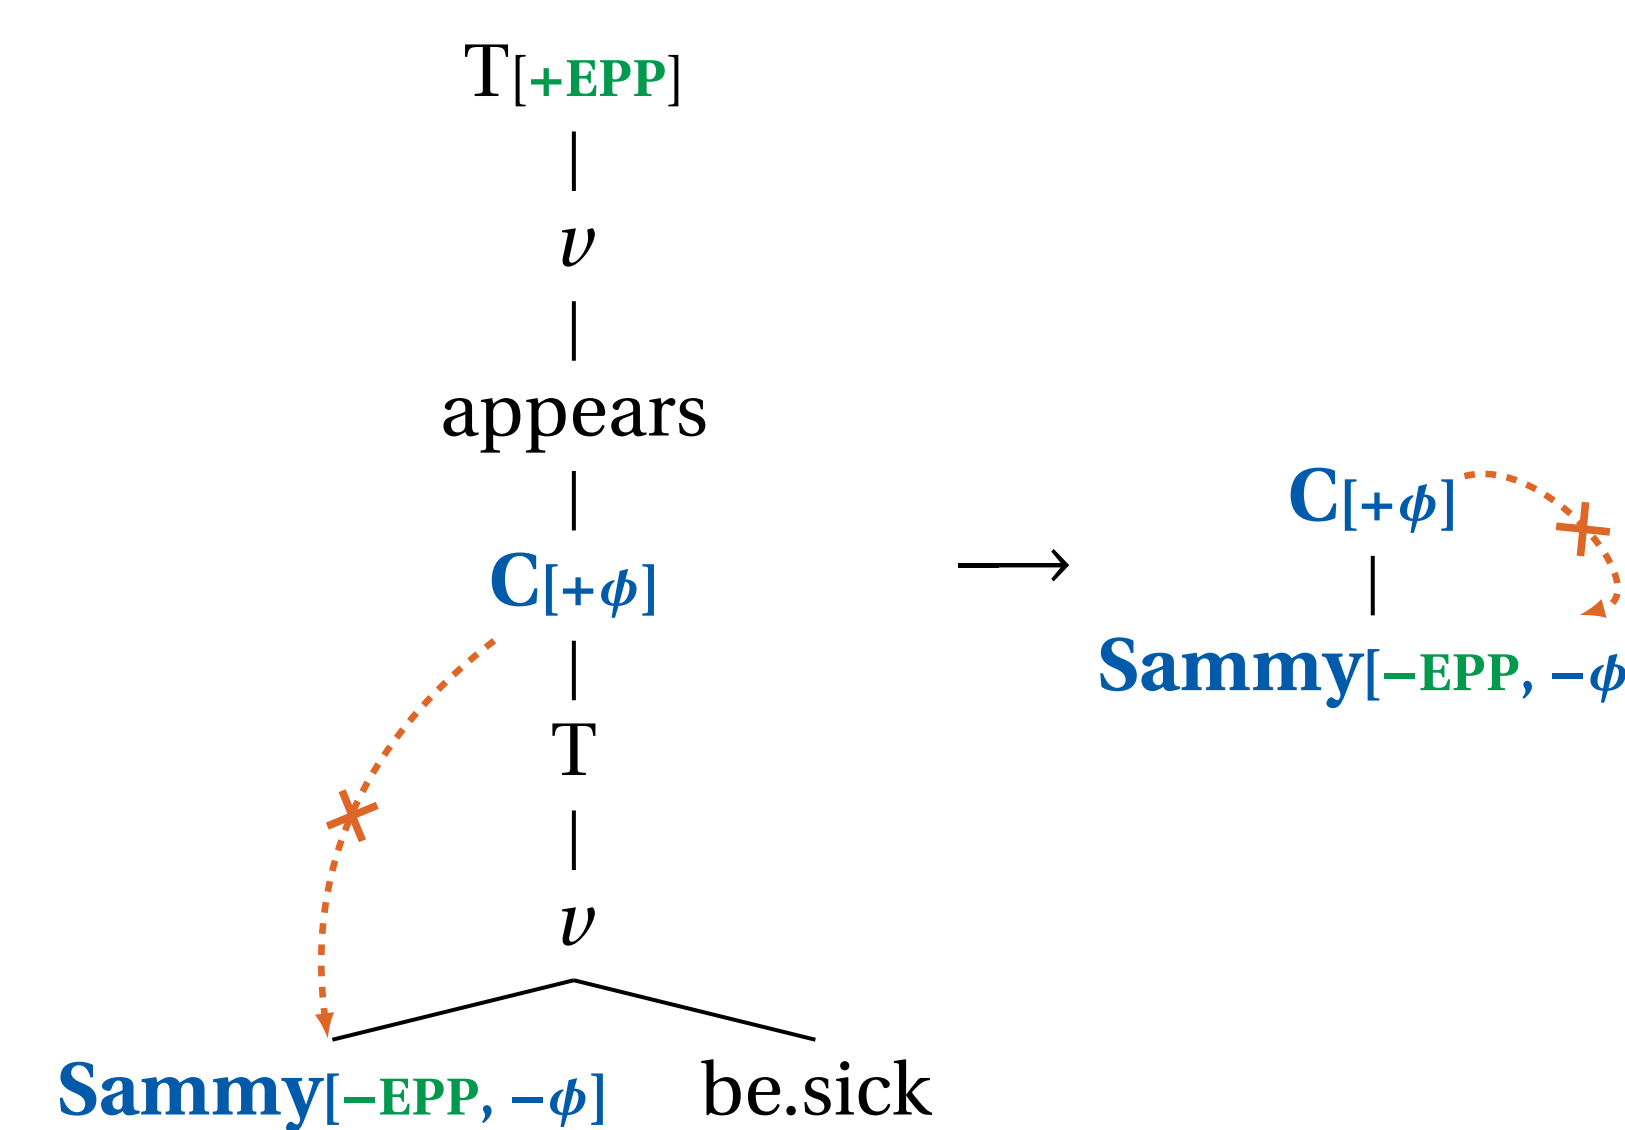 T[+EPP]
v
appears
C[+ϕ]
C[+ϕ]
T
Sammy[−EPP, −ϕ
v
Sammy[−EPP, −ϕ] be.sick